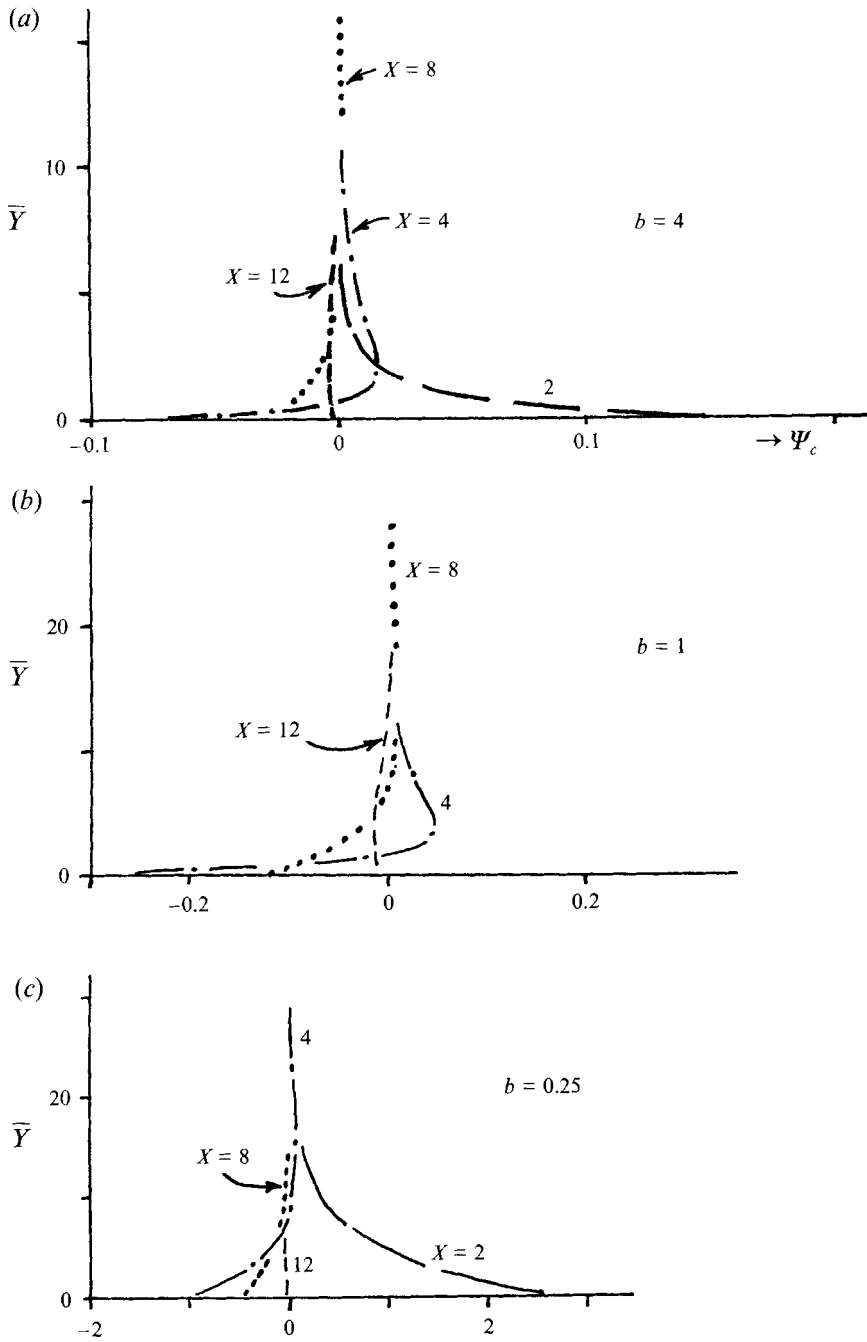 (a)
X = 8
10
X = 4
b = 4
Y̅
X = 12
2
0
-0.1
0
0.1
→ Ψc
(b)
X = 8
20
b = 1
Y̅
X = 12
4
0
-0.2
0
0.2
(c)
4
b = 0.25
20
Y̅
X = 8
X = 2
12
0
-2
0
2